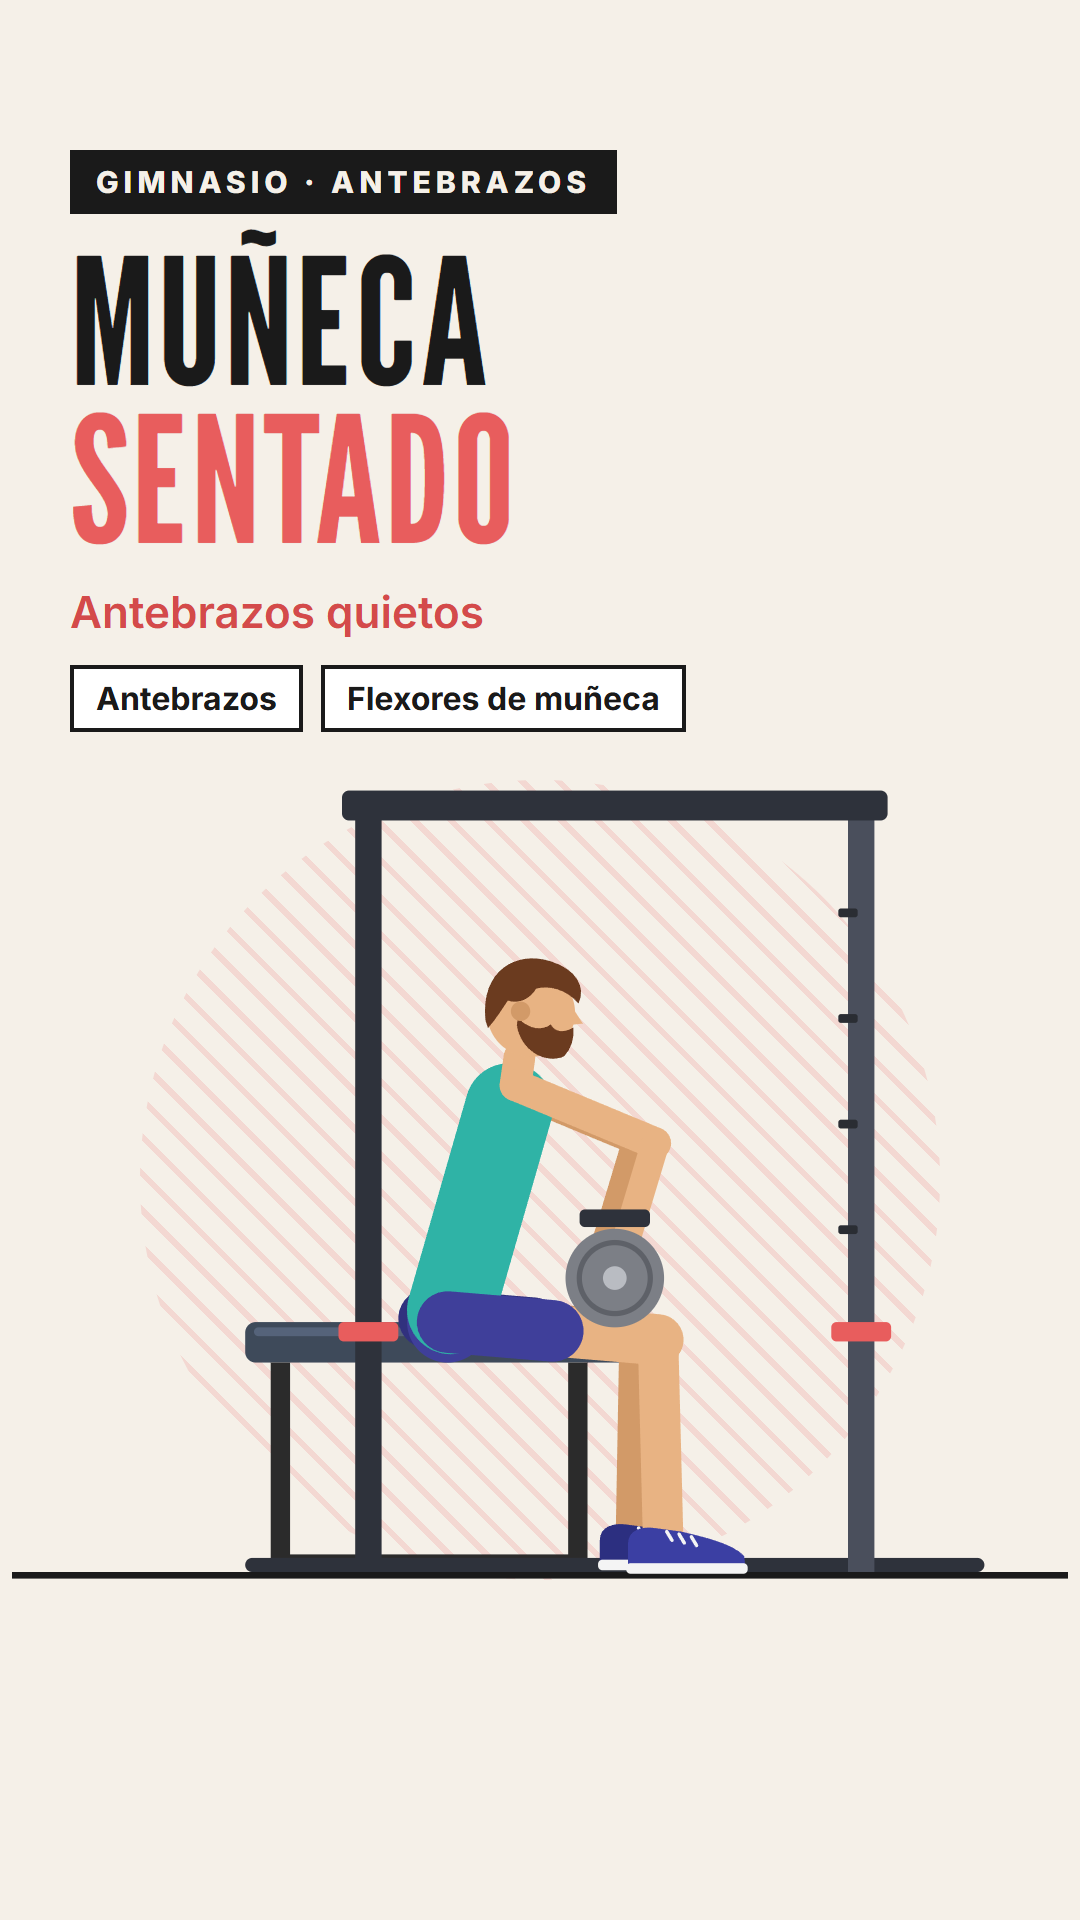 GIMNASIO · ANTEBRAZOS
MUÑECA
SENTADO
Antebrazos quietos
Antebrazos
Flexores de muñeca